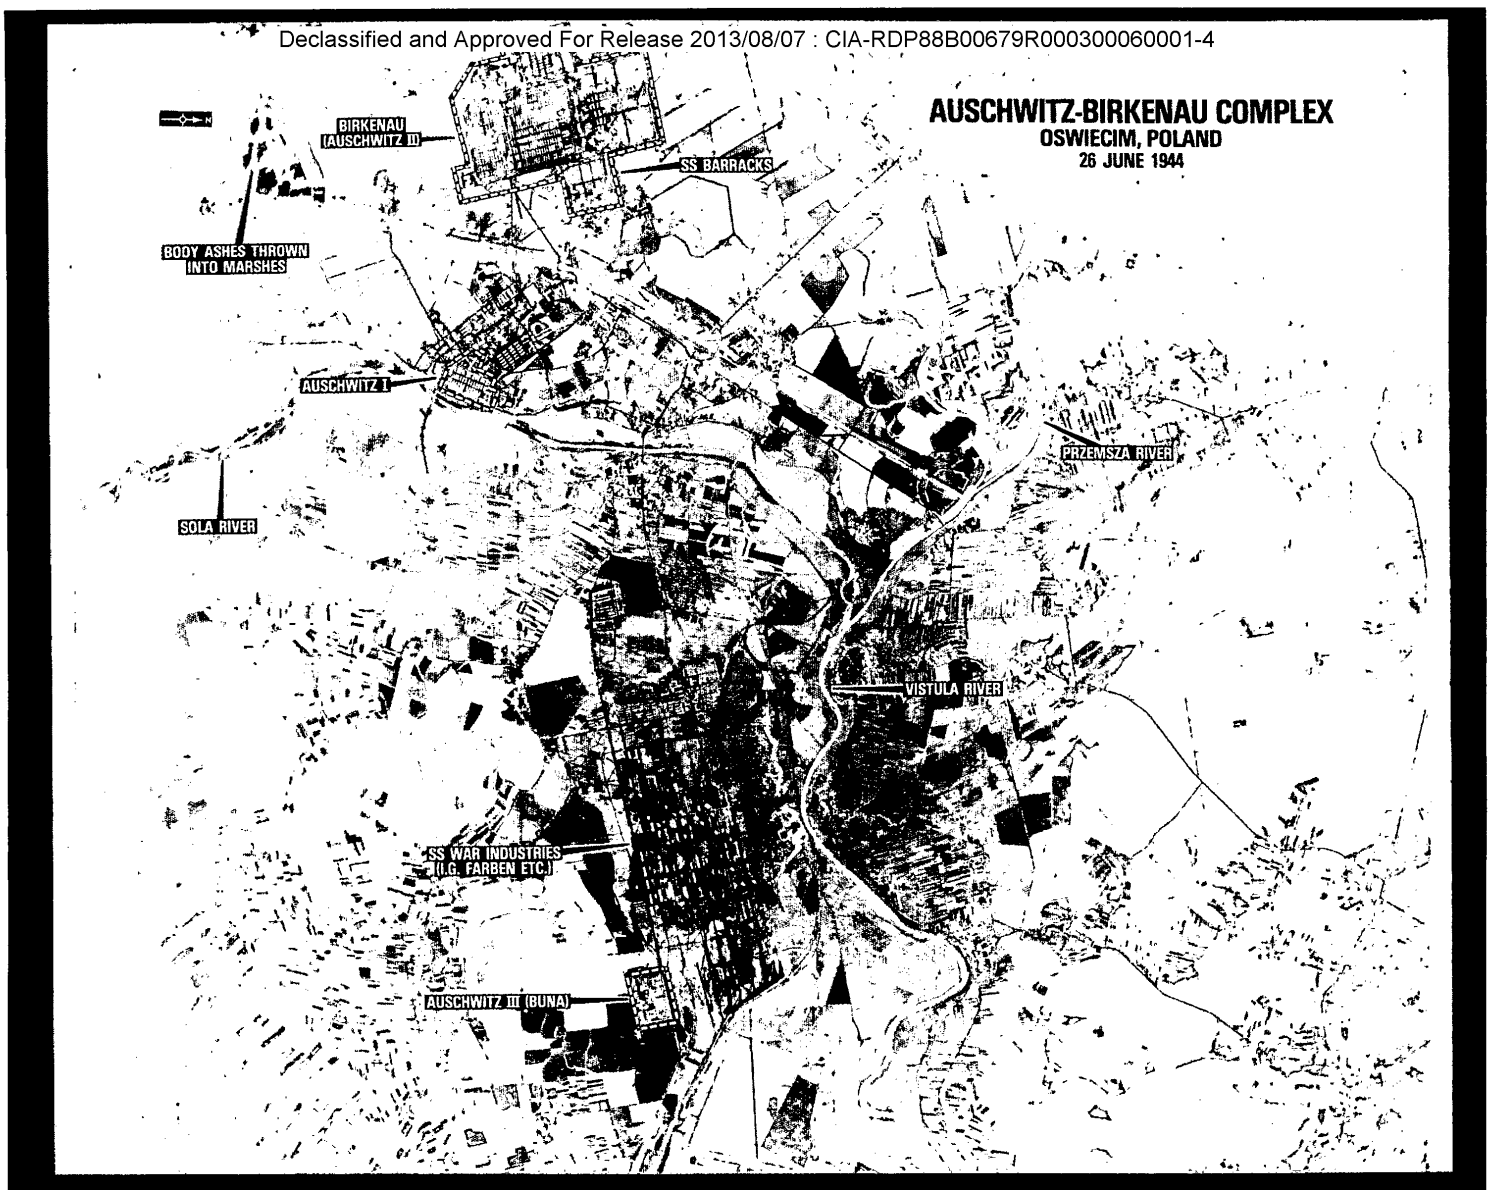 Declassified and Approved For Release 2013/08/07 : CIA-RDP88B00679R000300060001-4
AUSCHWITZ-BIRKENAU COMPLEX
OSWIECIM, POLAND
26 JUNE 1944
N
BIRKENAU
(AUSCHWITZ II)
SS BARRACKS
BODY ASHES THROWN
INTO MARSHES
AUSCHWITZ I
PRZEMSZA RIVER
SOLA RIVER
VISTULA RIVER
SS WAR INDUSTRIES
(I.G. FARBEN ETC.)
AUSCHWITZ III (BUNA)